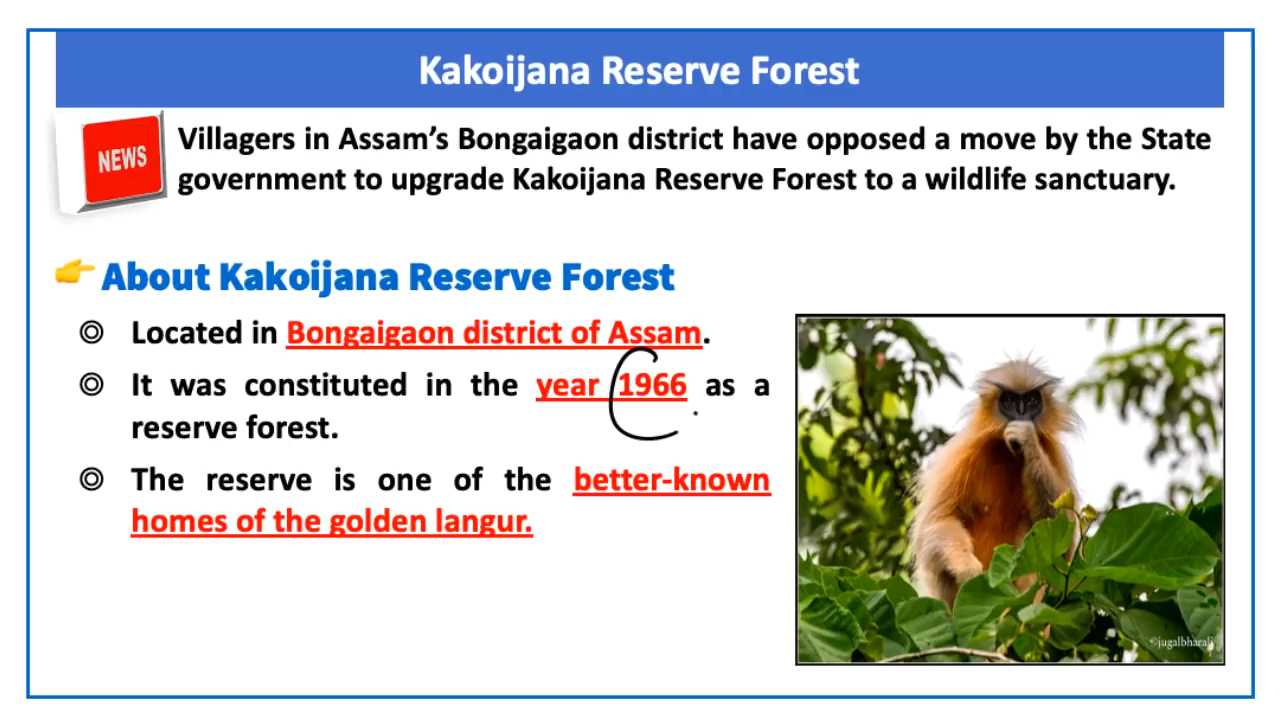 Kakoijana Reserve Forest
NEWS
Villagers in Assam’s Bongaigaon district have opposed a move by the State
government to upgrade Kakoijana Reserve Forest to a wildlife sanctuary.
About Kakoijana Reserve Forest
Located in Bongaigaon district of Assam.
It was constituted in the year 1966 as a
reserve forest.
The reserve is one of the better-known
homes of the golden langur.
©jugalbharali